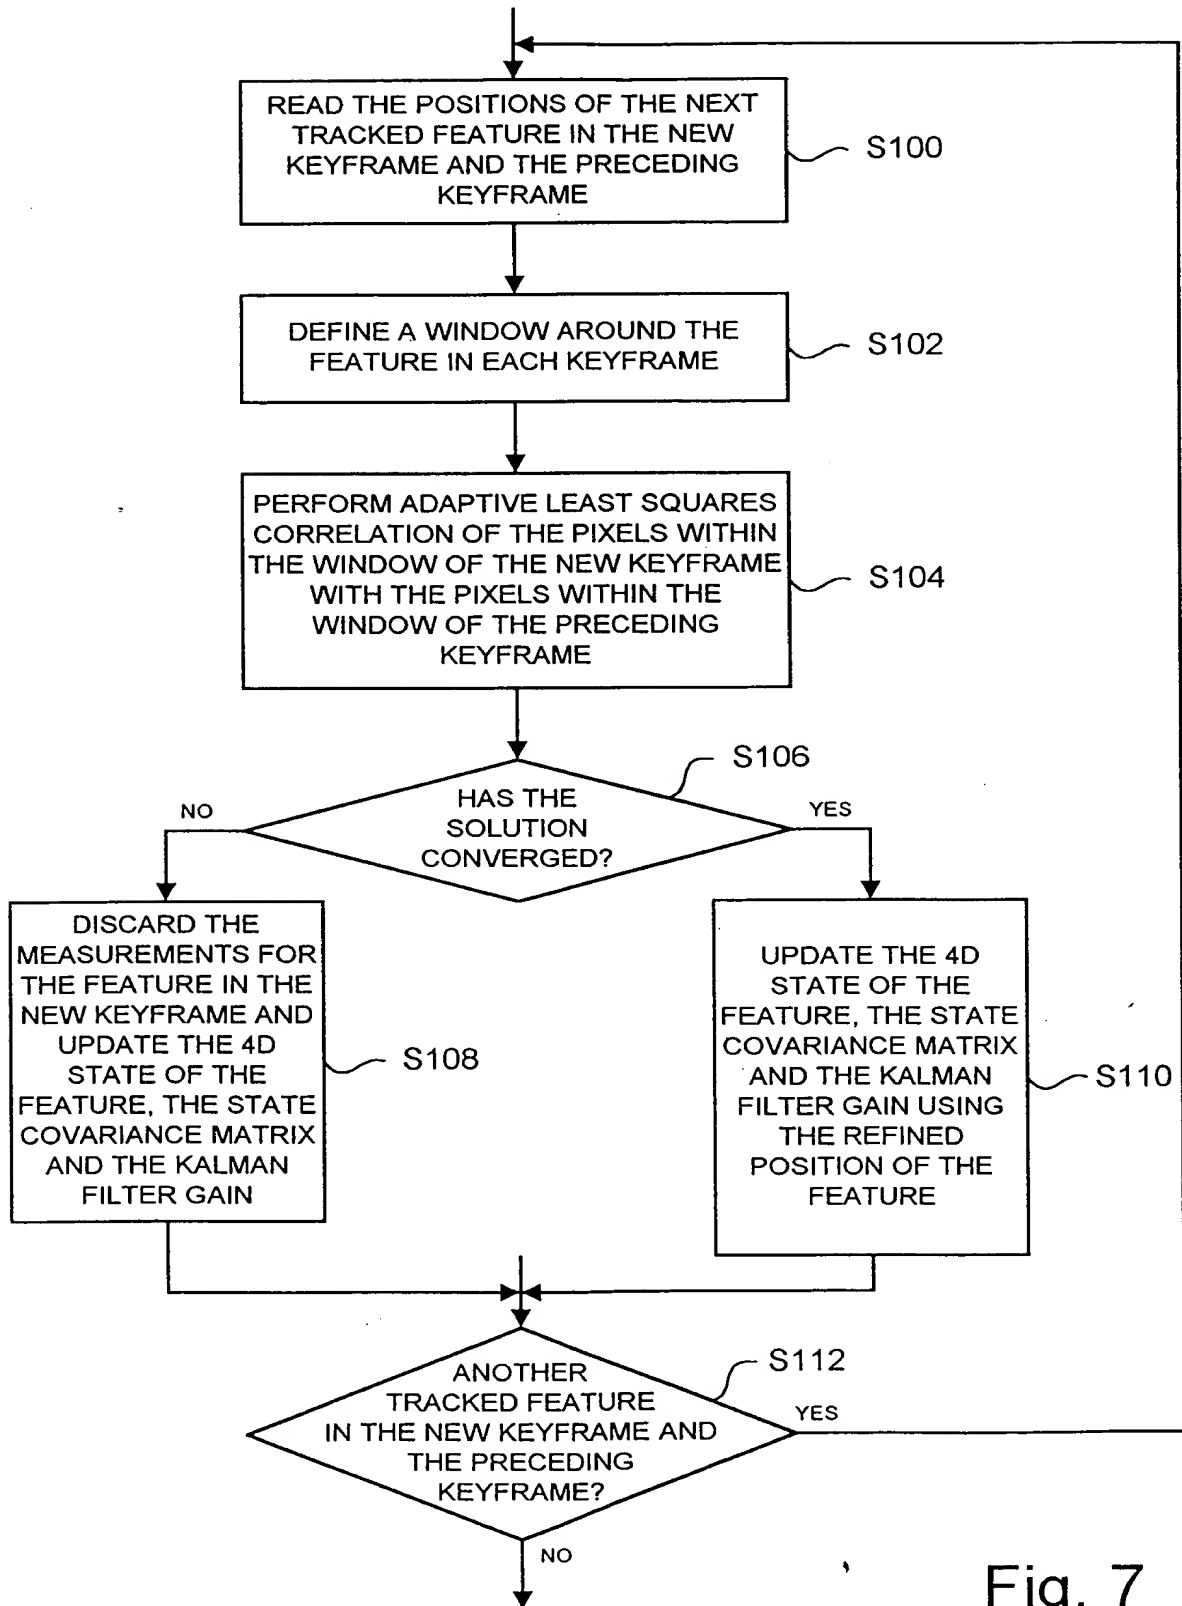 READ THE POSITIONS OF THE NEXT
TRACKED FEATURE IN THE NEW
KEYFRAME AND THE PRECEDING
KEYFRAME
S100
DEFINE A WINDOW AROUND THE
FEATURE IN EACH KEYFRAME
S102
PERFORM ADAPTIVE LEAST SQUARES
CORRELATION OF THE PIXELS WITHIN
THE WINDOW OF THE NEW KEYFRAME
WITH THE PIXELS WITHIN THE
WINDOW OF THE PRECEDING
KEYFRAME
S104
S106
HAS THE
SOLUTION
CONVERGED?
NO
YES
DISCARD THE
MEASUREMENTS FOR
THE FEATURE IN THE
NEW KEYFRAME AND
UPDATE THE 4D
STATE OF THE
FEATURE, THE STATE
COVARIANCE MATRIX
AND THE KALMAN
FILTER GAIN
S108
UPDATE THE 4D
STATE OF THE
FEATURE, THE STATE
COVARIANCE MATRIX
AND THE KALMAN
FILTER GAIN USING
THE REFINED
POSITION OF THE
FEATURE
S110
S112
ANOTHER
TRACKED FEATURE
IN THE NEW KEYFRAME AND
THE PRECEDING
KEYFRAME?
YES
NO
Fig. 7